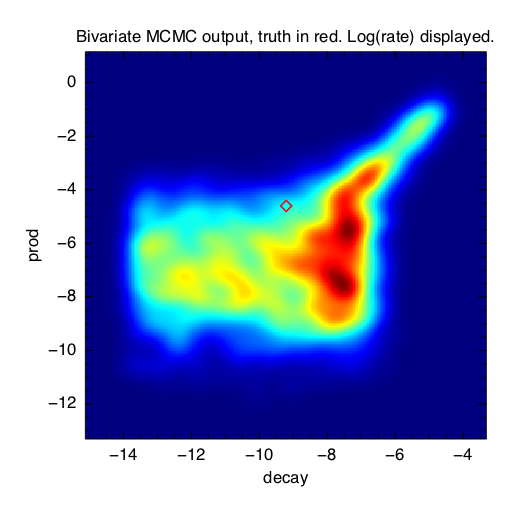 Bivariate MCMC output, truth in red. Log(rate) displayed.
0
−2
−4
−6
−8
−10
−12
prod
−14 −12 −10 −8 −6 −4
decay